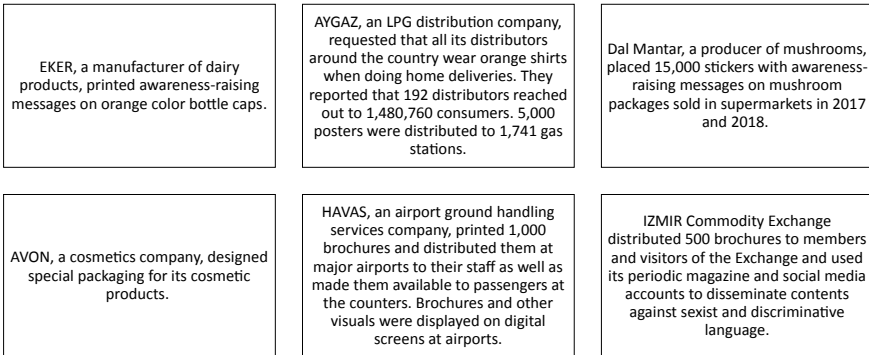 EKER, a manufacturer of dairy
products, printed awareness-raising
messages on orange color bottle caps.
AYGAZ, an LPG distribution company,
requested that all its distributors
around the country wear orange shirts
when doing home deliveries. They
reported that 192 distributors reached
out to 1,480,760 consumers. 5,000
posters were distributed to 1,741 gas
stations.
Dal Mantar, a producer of mushrooms,
placed 15,000 stickers with awareness-
raising messages on mushroom
packages sold in supermarkets in 2017
and 2018.
AVON, a cosmetics company, designed
special packaging for its cosmetic
products.
HAVAS, an airport ground handling
services company, printed 1,000
brochures and distributed them at
major airports to their staff as well as
made them available to passengers at
the counters. Brochures and other
visuals were displayed on digital
screens at airports.
IZMIR Commodity Exchange
distributed 500 brochures to members
and visitors of the Exchange and used
its periodic magazine and social media
accounts to disseminate contents
against sexist and discriminative
language.